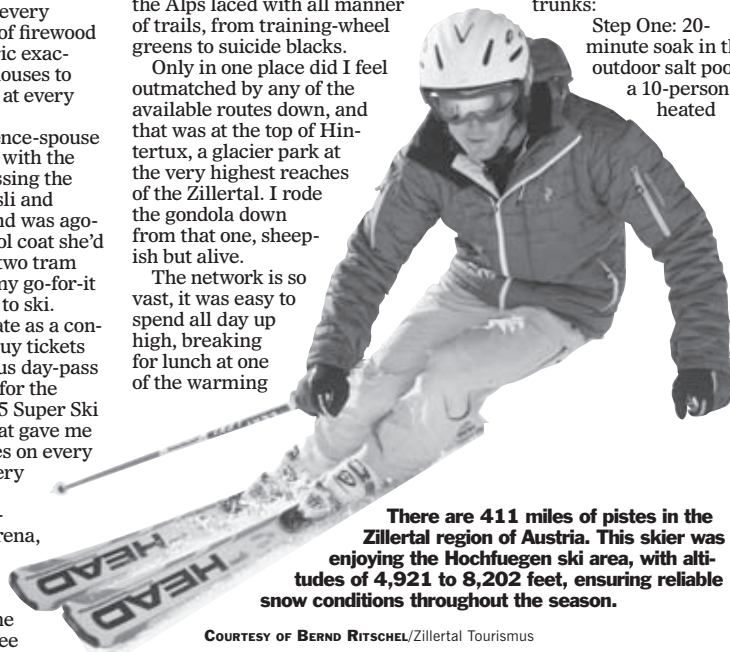 every
of firewood
ric exac-
houses to
at every
ence-spouse
with the
ssing the
sli and
nd was ago-
ol coat she'd
two tram
ny go-for-it
to ski.
ate as a con-
uy tickets
us day-pass
for the
5 Super Ski
at gave me
es on every
ery
-
rena,
ne
ee
the Alps laced with all manner
of trails, from training-wheel
greens to suicide blacks.
Only in one place did I feel
outmatched by any of the
available routes down, and
that was at the top of Hin-
tertux, a glacier park at
the very highest reaches
of the Zillertal. I rode
the gondola down
from that one, sheep-
ish but alive.
The network is so
vast, it was easy to
spend all day up
high, breaking
for lunch at one
of the warming
trunks:
Step One: 20-
minute soak in th
outdoor salt poo
a 10-person
heated
HEAD
HEAD
There are 411 miles of pistes in the
Zillertal region of Austria. This skier was
enjoying the Hochfuegen ski area, with alti-
tudes of 4,921 to 8,202 feet, ensuring reliable
snow conditions throughout the season.
COURTESY OF BERND RITSCHEL/Zillertal Tourismus